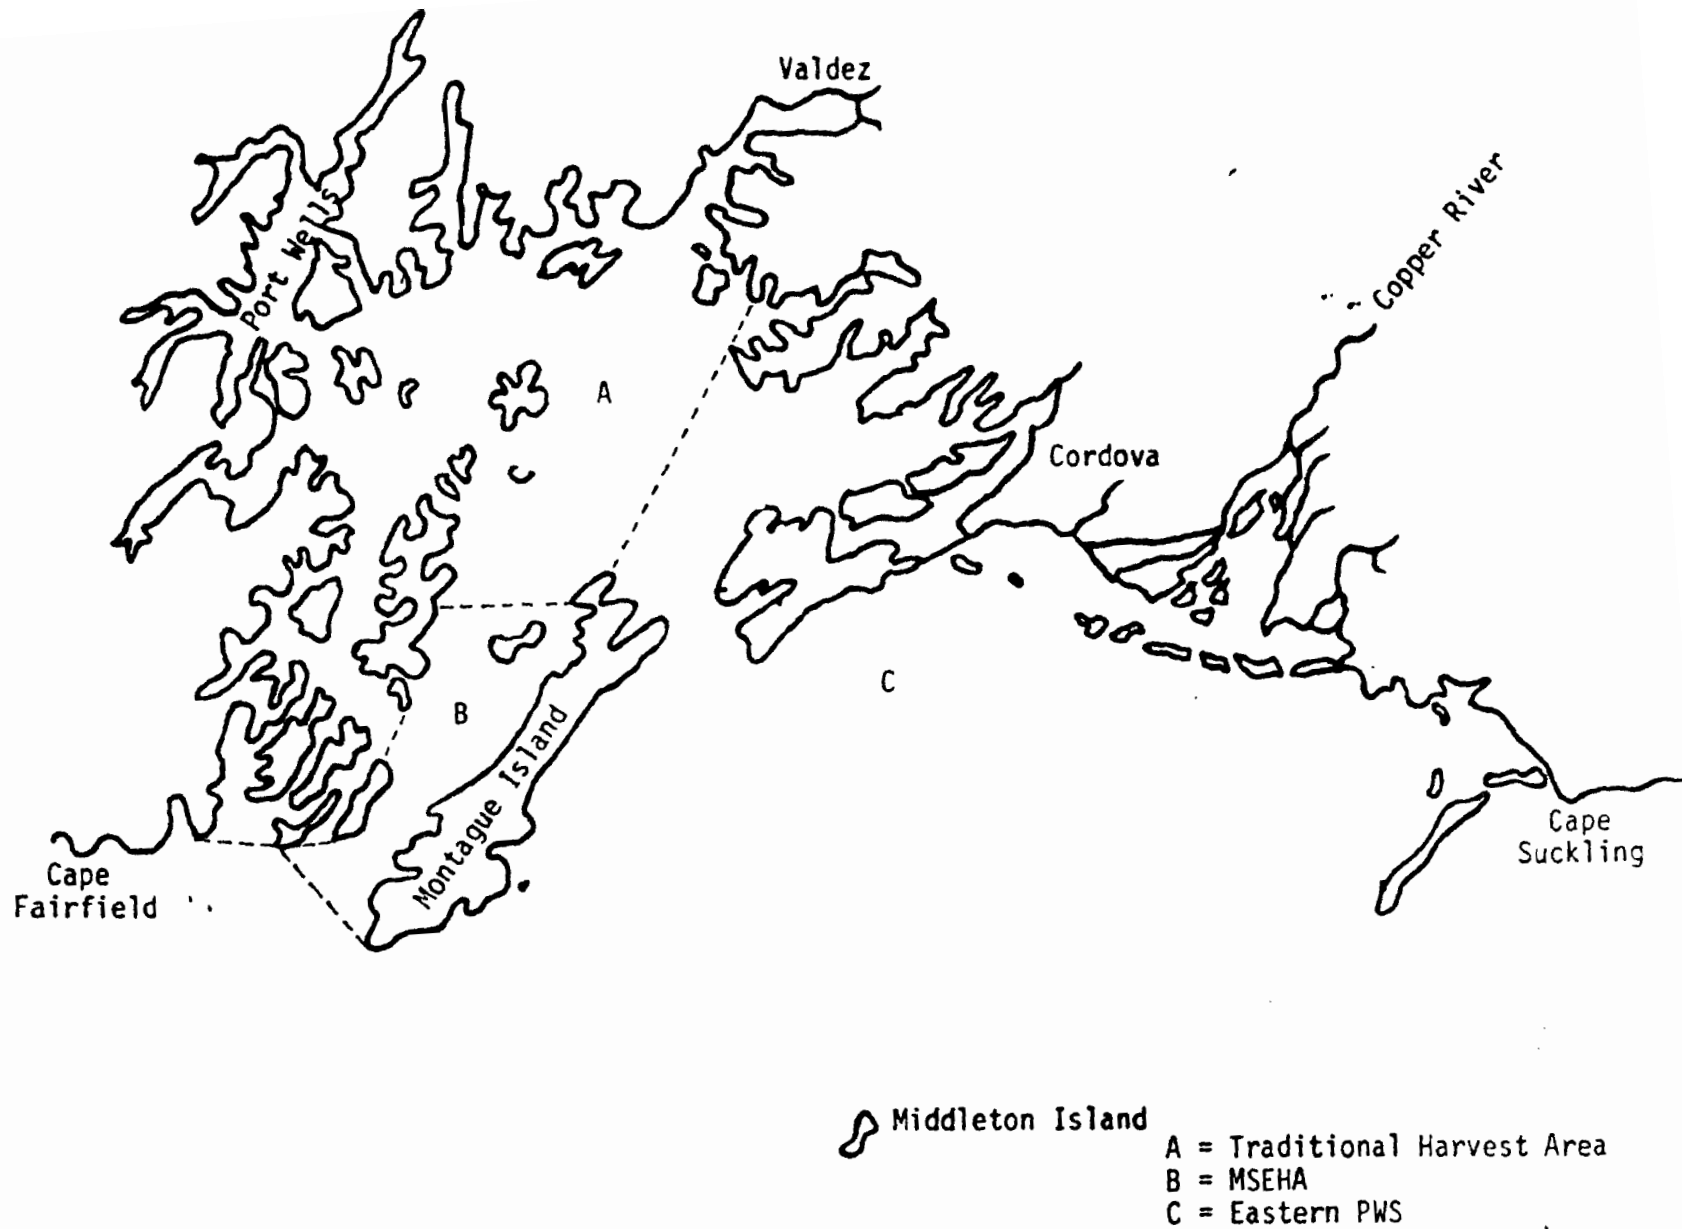 Valdez
Copper River
Port Wells
A
Cordova
C
B
Montague Island
Cape
Fairfield
Cape
Suckling
Middleton Island
A = Traditional Harvest Area
B = MSEHA
C = Eastern PWS